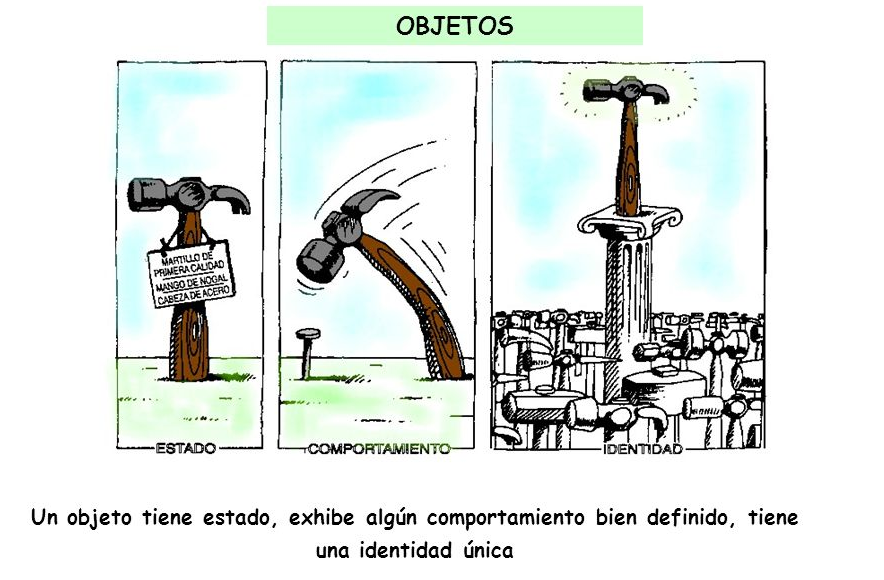 OBJETOS
MARTILLO DE
PRIMERA CALIDAD
MANGO DE NOGAL
CABEZA DE ACERO
ESTADO
COMPORTAMIENTO
IDENTIDAD
Un objeto tiene estado, exhibe algún comportamiento bien definido, tiene
una identidad única